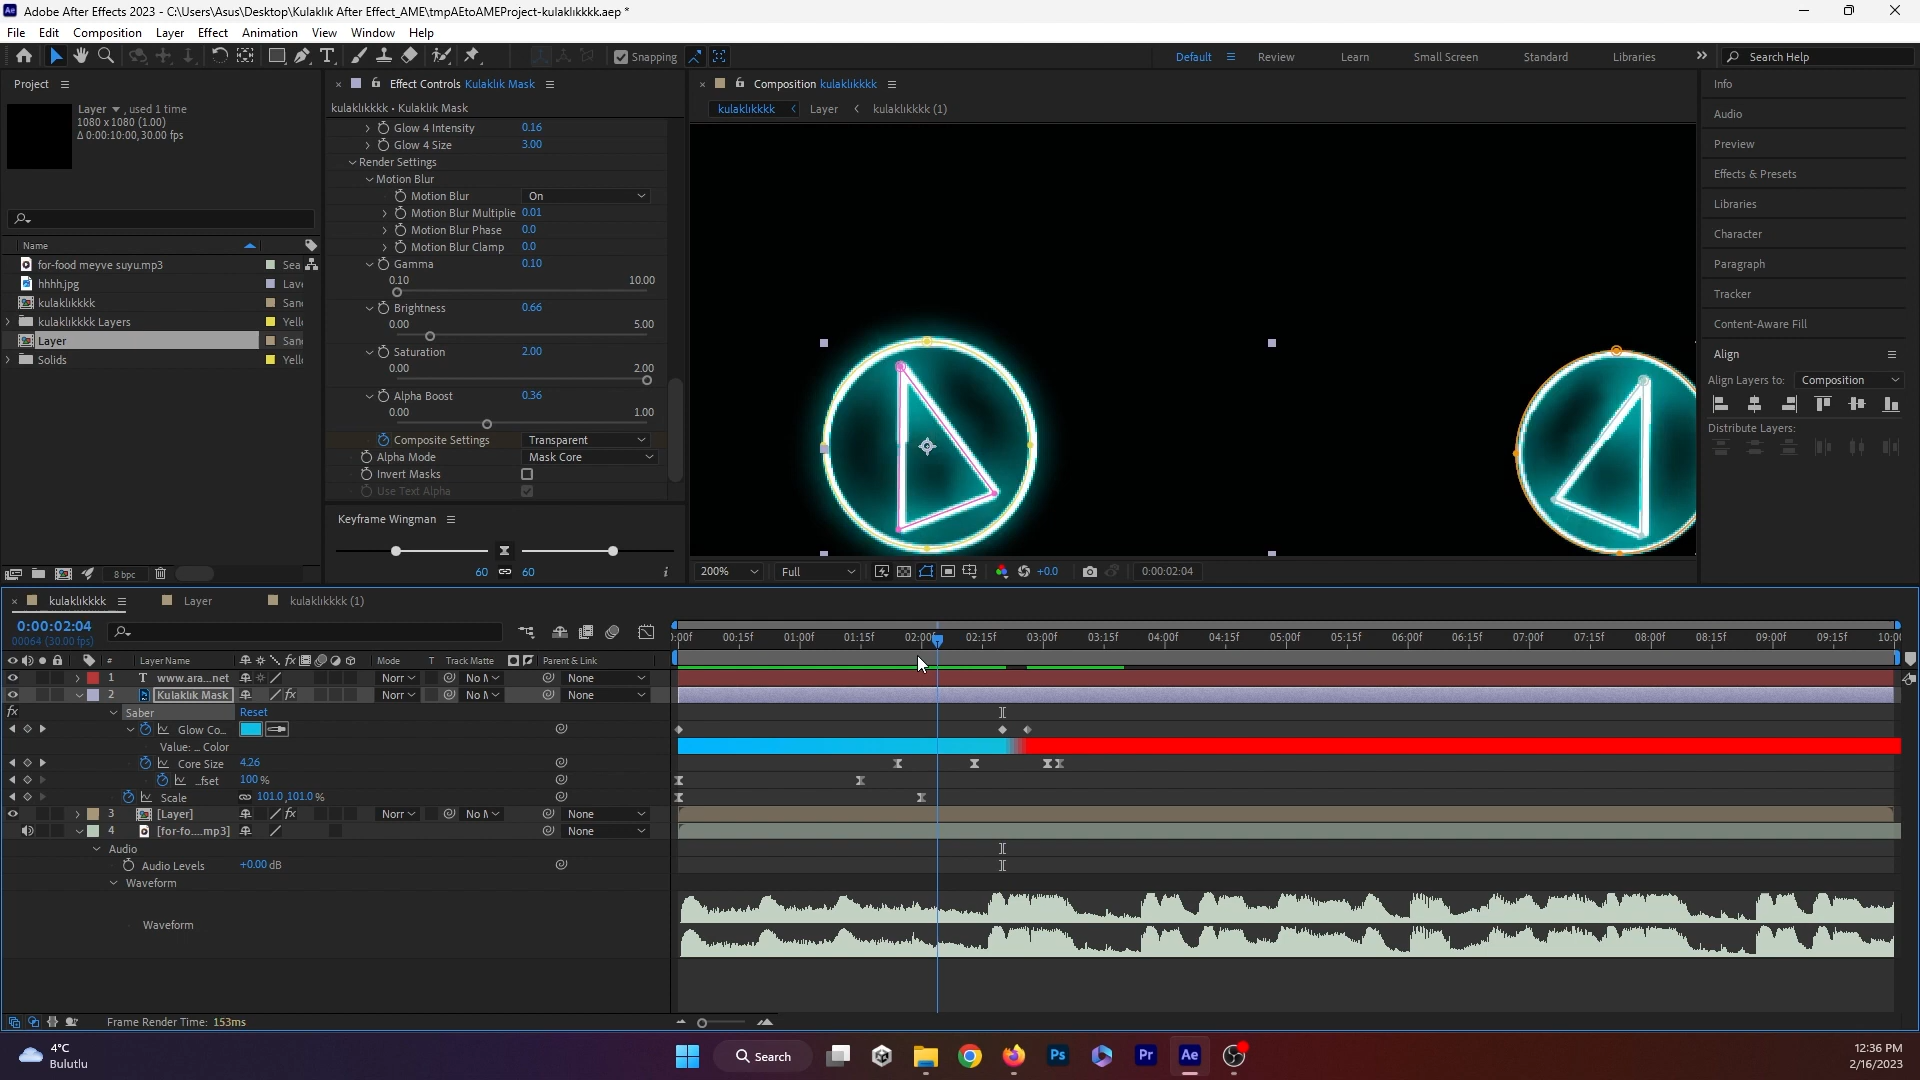 Adobe After Effects 2023 - C:\Users\Asus\Desktop\Kulaklık After Effect_AME\tmpAEtoAMEProject-kulaklıkkkk.aep *
File Edit Composition Layer Effect Animation View Window Help
Snapping Default Review Learn Small Screen Standard Libraries Search Help
Project
Layer , used 1 time
1080 x 1080 (1.00)
Δ 0:00:10:00, 30.00 fps
Name
for-food meyve suyu.mp3 Sea
hhhh.jpg Lave
kulaklıkkkk Sand
kulaklıkkkk Layers Yell
Layer Sand
Solids Yell
8 bpc
Effect Controls Kulaklık Mask
kulaklıkkkk • Kulaklık Mask
Glow 4 Intensity 0.16
Glow 4 Size 3.00
Render Settings
Motion Blur
Motion Blur On
Motion Blur Multiplie 0.01
Motion Blur Phase 0.0
Motion Blur Clamp 0.0
Gamma 0.10
0.10 10.00
Brightness 0.66
0.00 5.00
Saturation 2.00
0.00 2.00
Alpha Boost 0.36
0.00 1.00
Composite Settings Transparent
Alpha Mode Mask Core
Invert Masks
Use Text Alpha
Keyframe Wingman
60 60
Composition kulaklıkkkk
kulaklıkkkk Layer kulaklıkkkk (1)
200% Full +0.0 0:00:02:04
Info
Audio
Preview
Effects & Presets
Libraries
Character
Paragraph
Tracker
Content-Aware Fill
Align
Align Layers to: Composition
Distribute Layers:
kulaklıkkkk Layer kulaklıkkkk (1)
0:00:02:04
00064 (30.00 fps)
:00f 00:15f 01:00f 01:15f 02:00f 02:15f 03:00f 03:15f 04:00f 04:15f 05:00f 05:15f 06:00f 06:15f 07:00f 07:15f 08:00f 08:15f 09:00f 09:15f 10:00
# Layer Name Mode T Track Matte Parent & Link
1 T www.ara...net Norr No M None
2 Kulaklık Mask Norr No M None
Saber Reset
Glow Co...
Value: ... Color
Core Size 4.26
...fset 100 %
Scale 101.0,101.0 %
3 [Layer] Norr No M None
4 [for-fo....mp3] None
Audio
Audio Levels +0.00 dB
Waveform
Waveform
Frame Render Time: 153ms
4°C
Bulutlu
Search
12:36 PM
2/16/2023